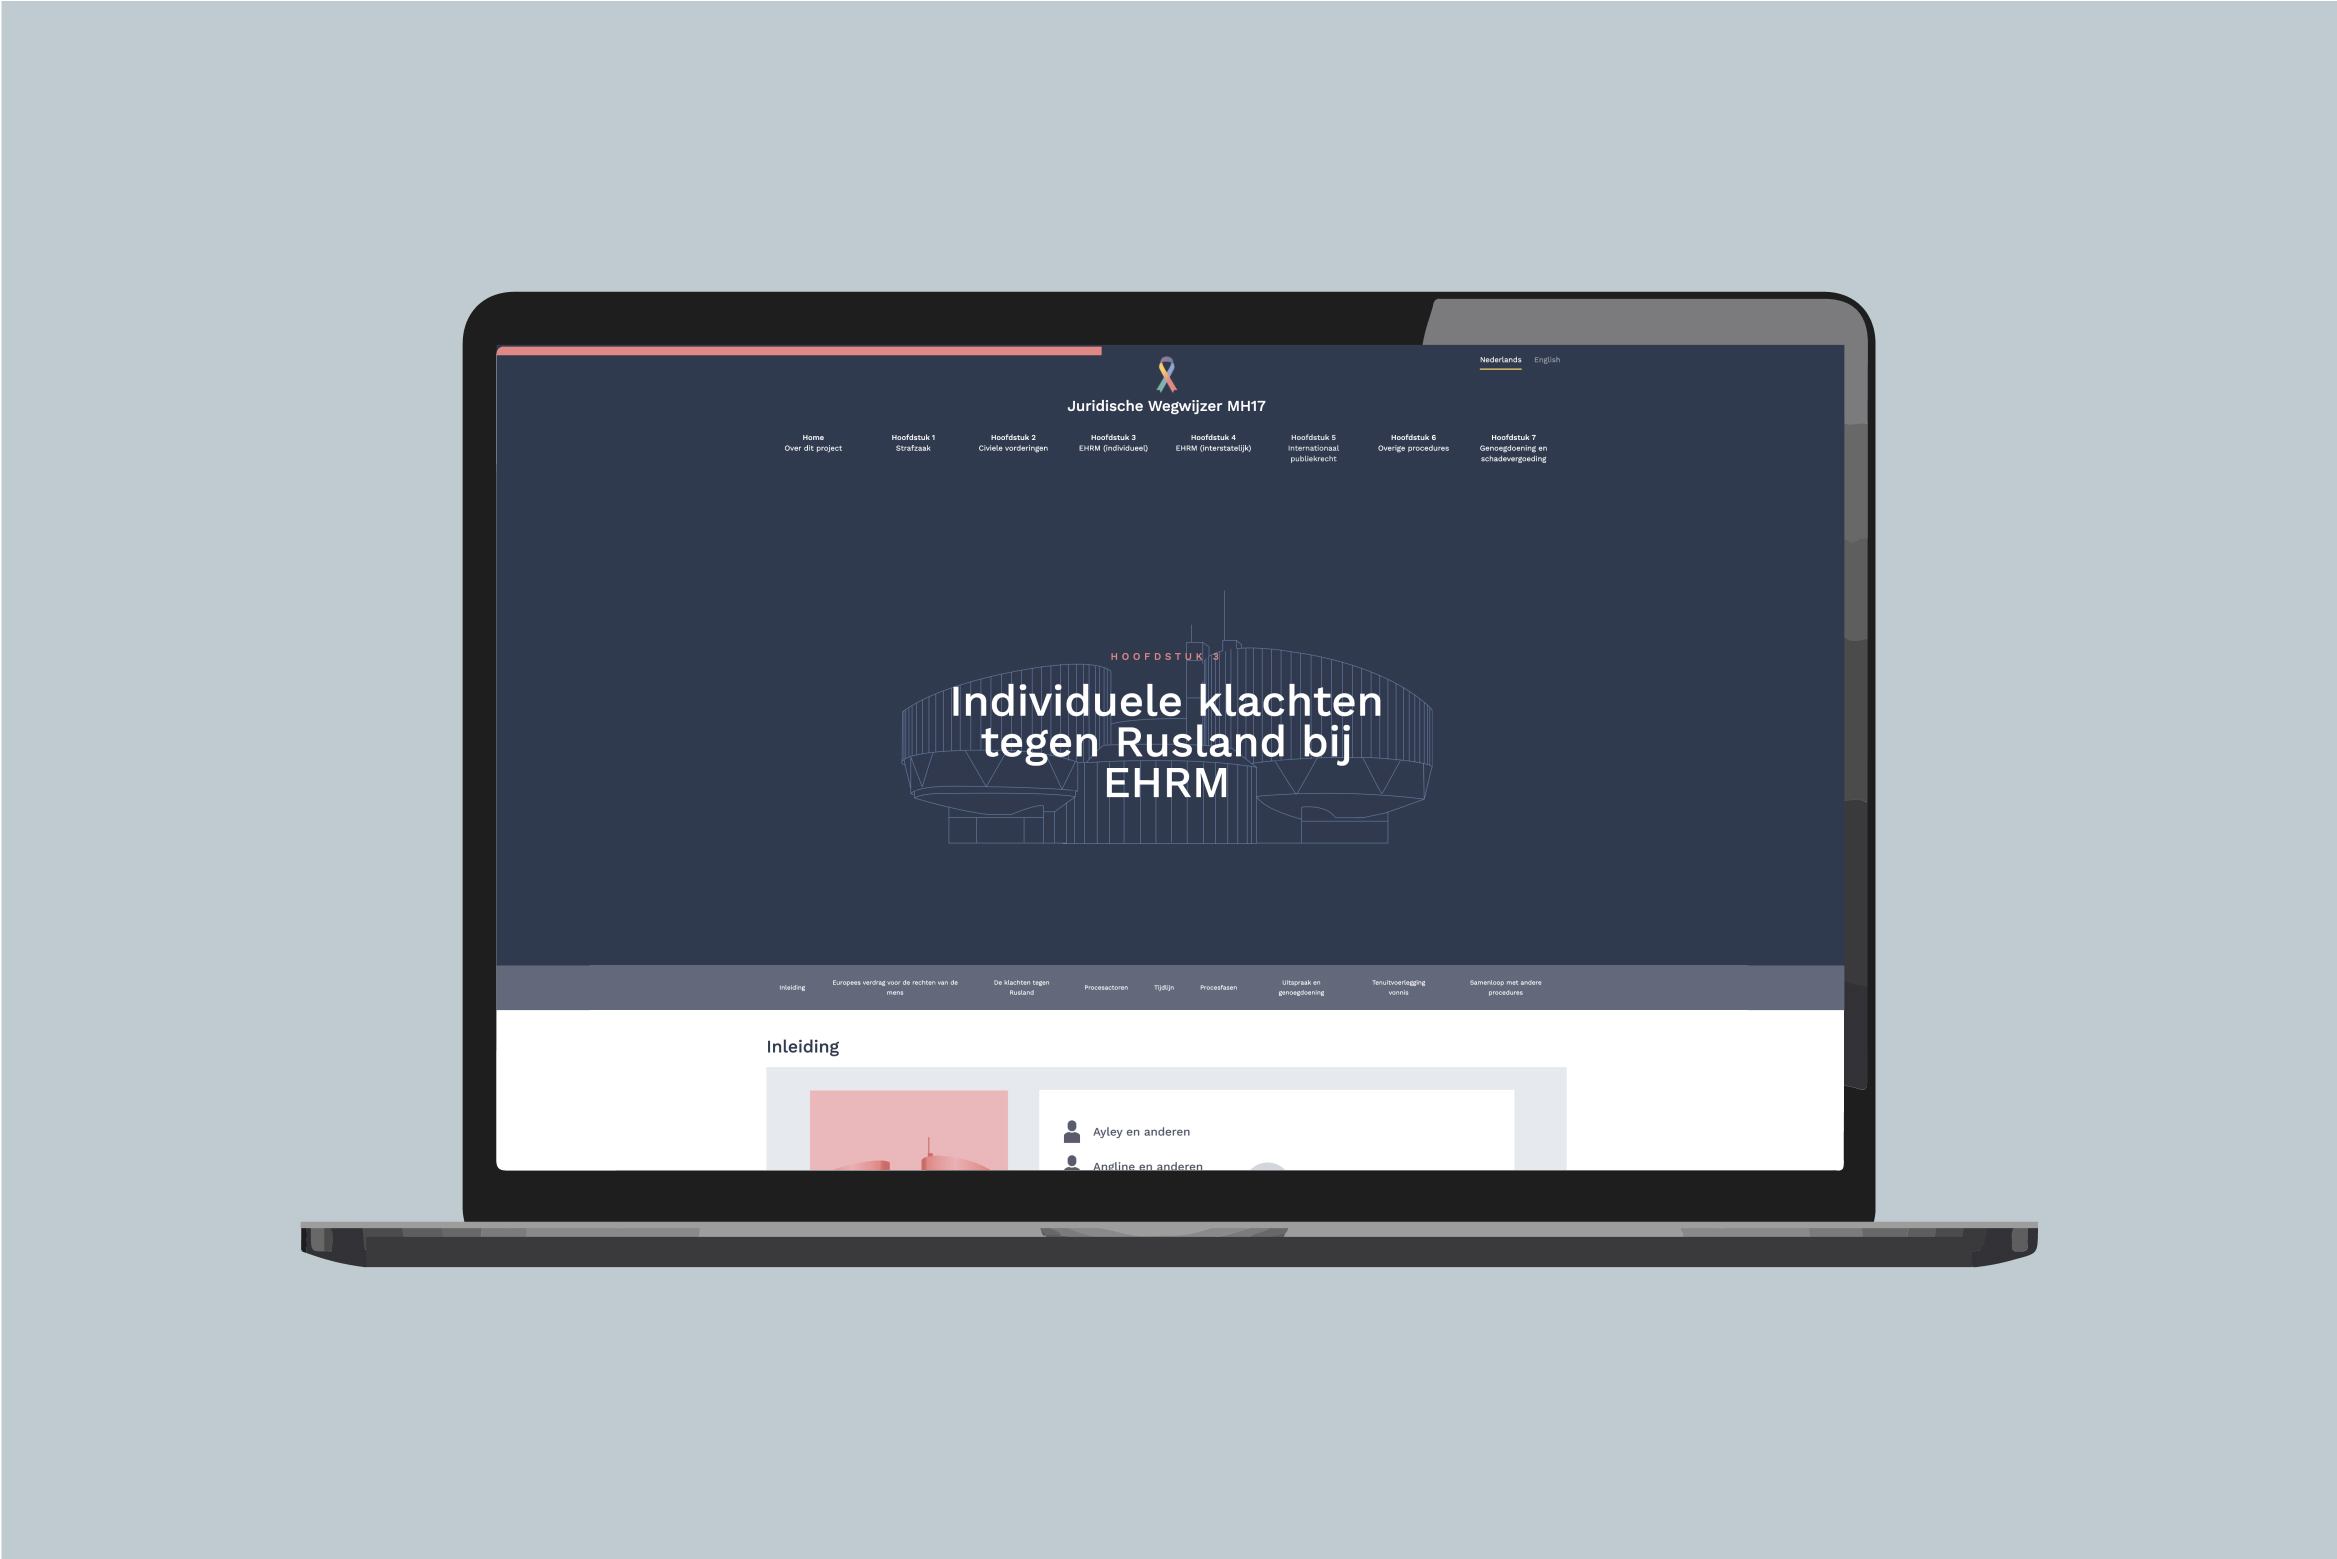 Nederlands English
Juridische Wegwijzer MH17
Home
Over dit project
Hoofdstuk 1
Strafzaak
Hoofdstuk 2
Civiele vorderingen
Hoofdstuk 3
EHRM (individueel)
Hoofdstuk 4
EHRM (interstatelijk)
Hoofdstuk 5
Internationaal
publiekrecht
Hoofdstuk 6
Overige procedures
Hoofdstuk 7
Genoegdoening en
schadevergoeding
HOOFDSTUK 3
Individuele klachten
tegen Rusland bij
EHRM
Inleiding
Europees verdrag voor de rechten van de
mens
De klachten tegen
Rusland
Procesactoren
Tijdlijn
Procesfasen
Uitspraak en
genoegdoening
Tenuitvoerlegging
vonnis
Samenloop met andere
procedures
Inleiding
Ayley en anderen
Angline en anderen